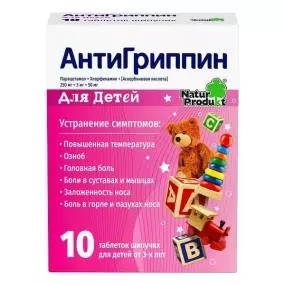 АнтиГриппин
Парацетамол + Хлорфенамин + [Аскорбиновая кислота]
250 мг + 3 мг + 50 мг
Для Детей
Natur
Produkt
Устранение симптомов:
• Повышенная температура
• Озноб
• Головная боль
• Боли в суставах и мышцах
• Заложенность носа
• Боль в горле и пазухах носа
10 таблеток шипучих
для детей от 3-х лет
G
A
B